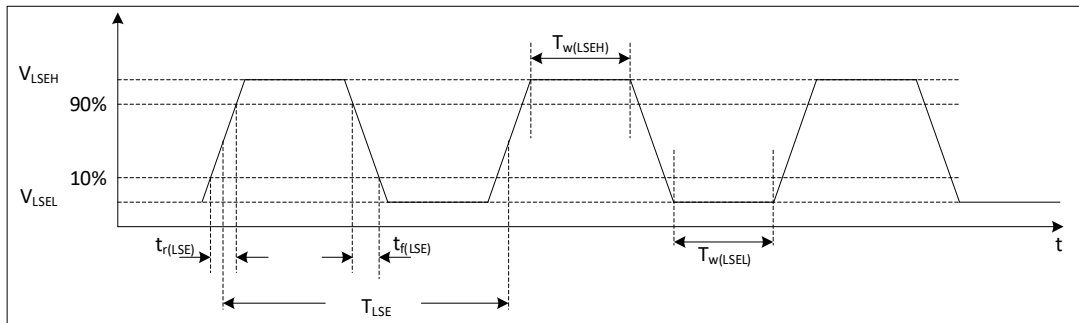 T_w(LSEH)
V_LSEH
90%
10%
V_LSEL
t_r(LSE)
t_f(LSE)
T_w(LSEL)
t
T_LSE